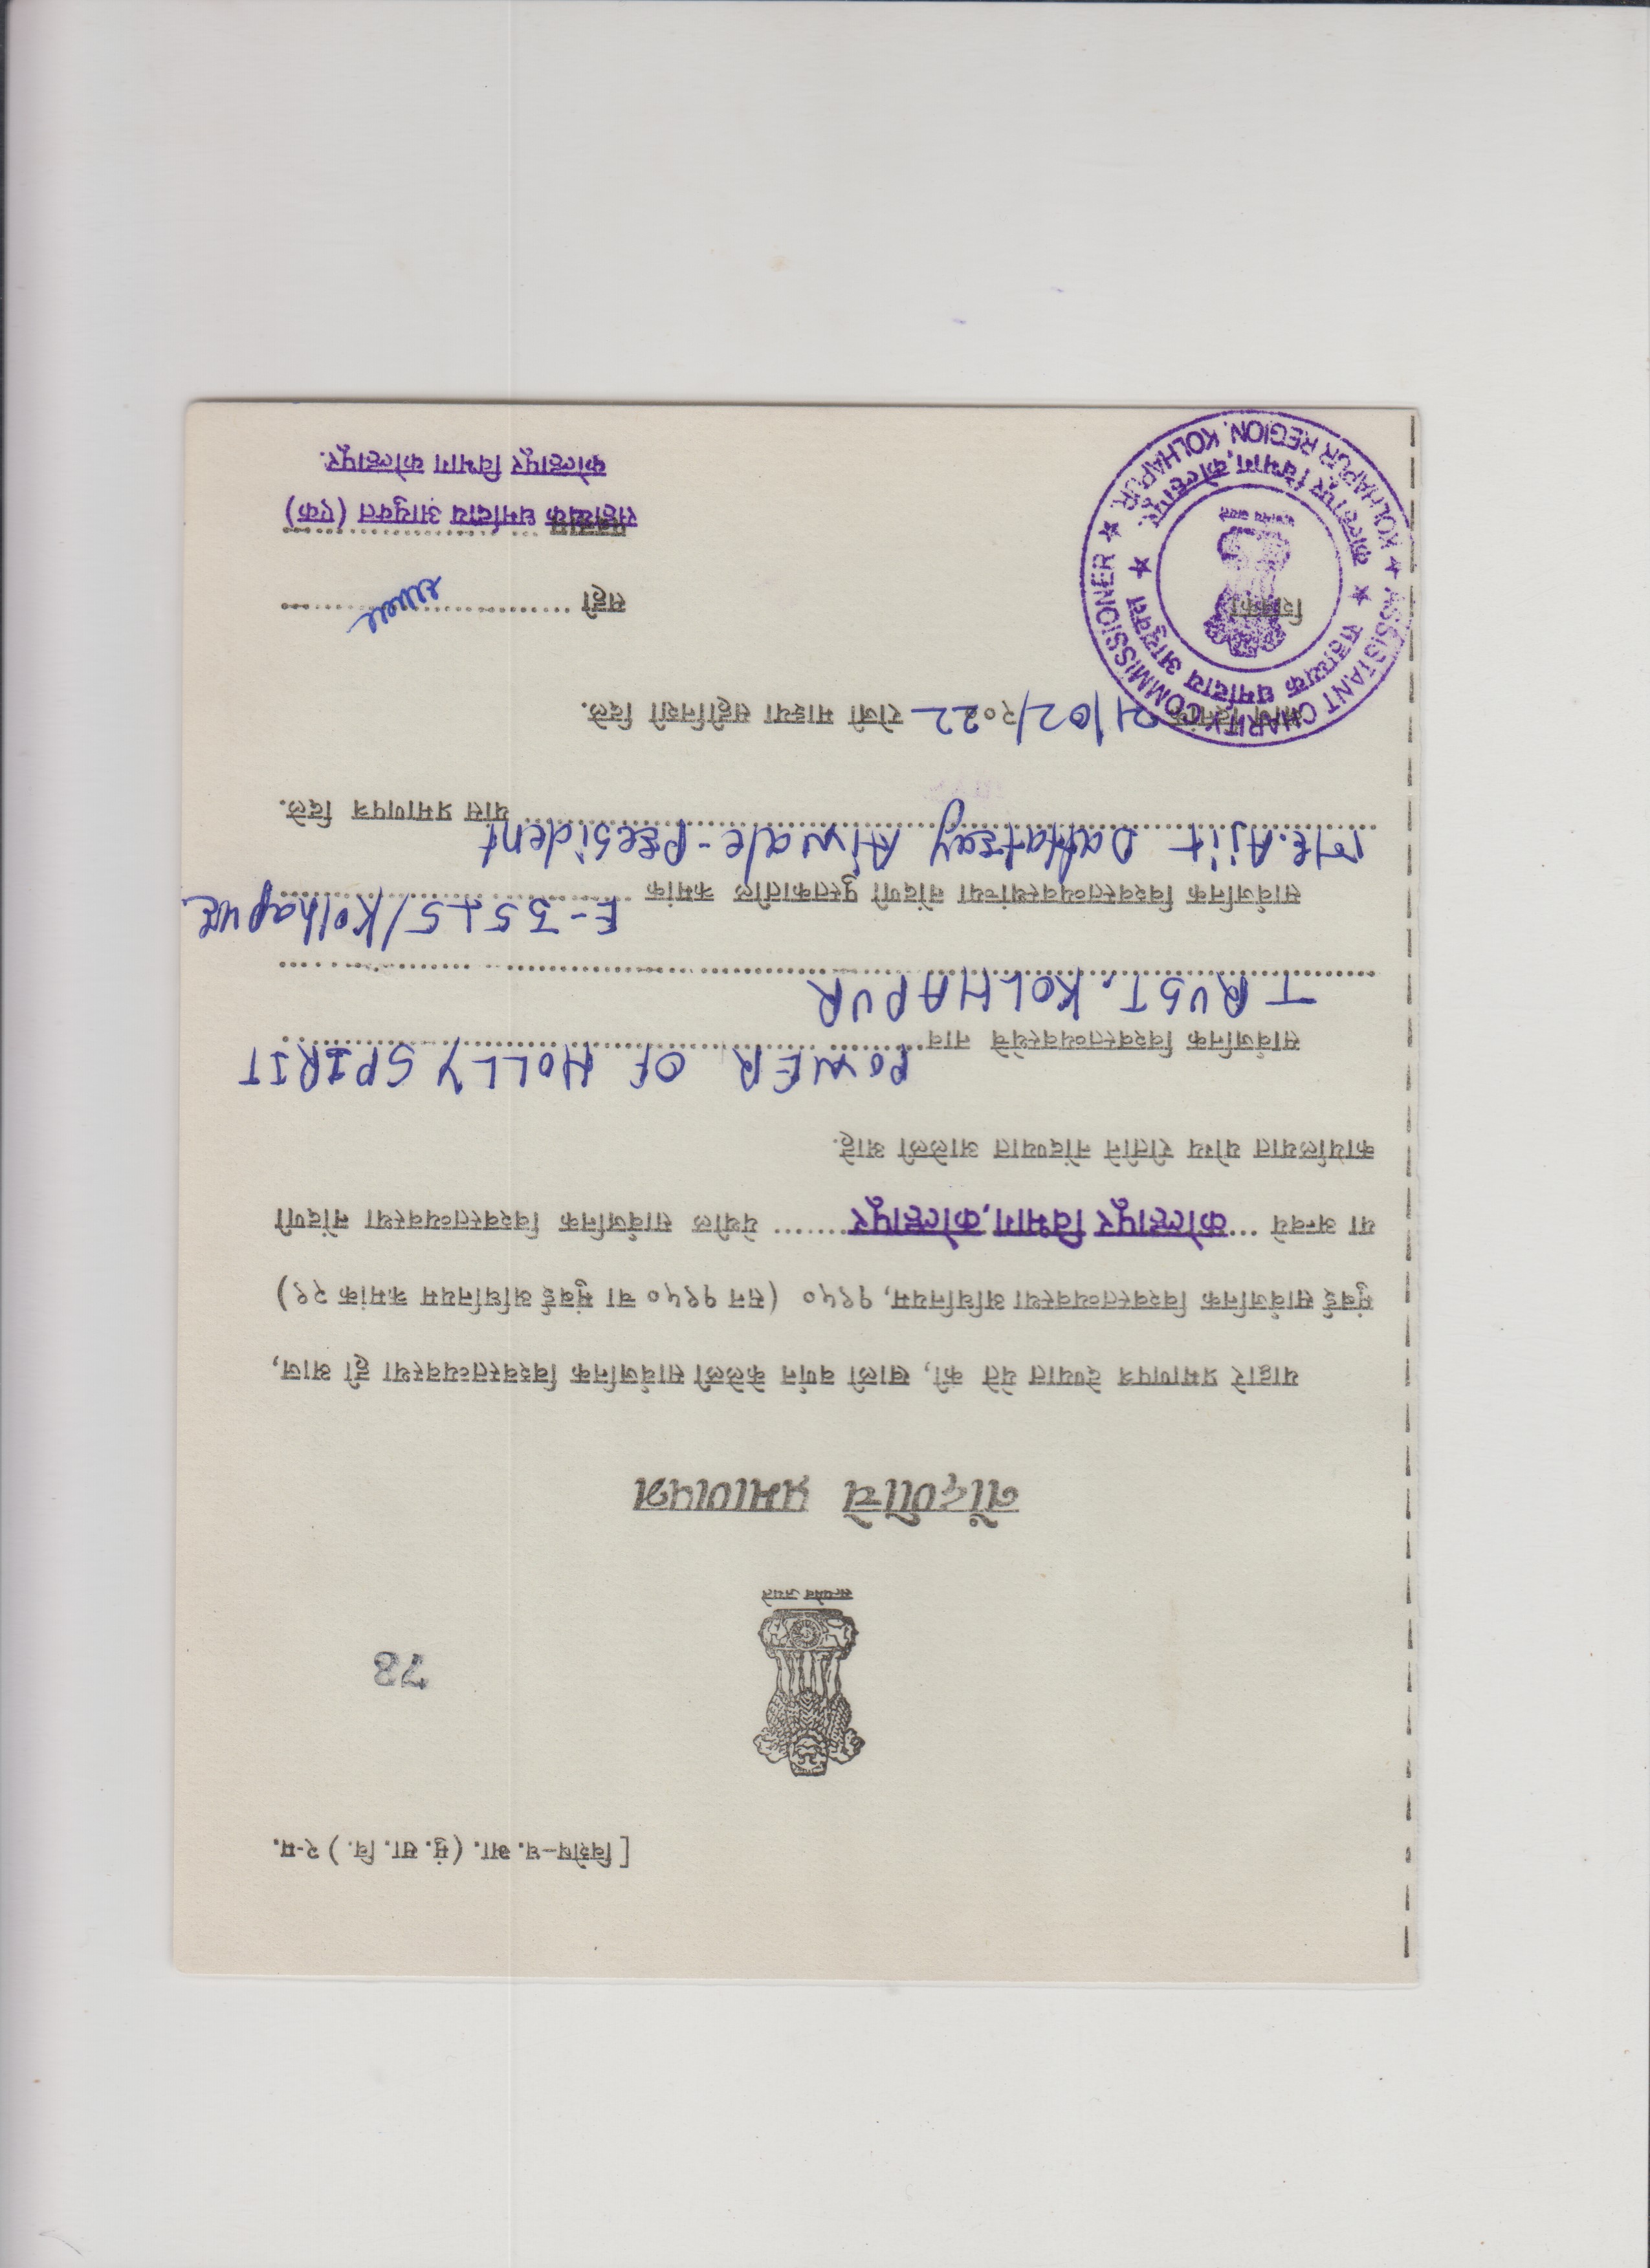 [ विशेष-ध. आ. (मुं. सा. वि.) २-म.
सत्यमेव जयते
78
नोंदणीचे प्रमाणपत्र
याद्वारे प्रमाणपत्र देण्यात येते की, खाली वर्णन केलेली सार्वजनिक विश्वस्तव्यवस्था ही आज,
मुंबई सार्वजनिक विश्वस्तव्यवस्था अधिनियम, १९५० (सन १९५० चा मुंबई अधिनियम क्रमांक २९)
या अन्वये कोल्हापूर विभाग,कोल्हापूर येथील सार्वजनिक विश्वस्तव्यवस्था नोंदणी
कार्यालयात योग्य रीतीने नोंदण्यात आलेली आहे.
सार्वजनिक विश्वस्तव्यवस्थेचे नाव POWER OF HOLLY SPIRIT
TRUST. KOLHAPUR
सार्वजनिक विश्वस्तव्यवस्थांच्या नोंदणी पुस्तकातील क्रमांक E-3515/Kolhapur
Mr. Ajit Dattatray Aiwale - President
यांस प्रमाणपत्र दिले.
आज दिनांक 21/02/२०22 रोजी माझ्या सहीनिशी दिले.
ASSISTANT CHARITY COMMISSIONER
सहाय्यक धर्मादाय आयुक्त
शिक्का
सत्यमेव जयते
कोल्हापूर विभाग,कोल्हापूर.
KOLHAPUR REGION, KOLHAPUR.
सही
सहाय्यक धर्मादाय आयुक्त (एक)
कोल्हापूर विभाग कोल्हापूर.